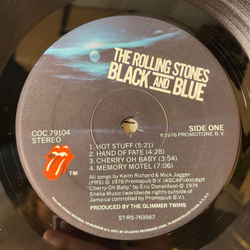 THE ROLLING STONES
BLACK AND BLUE
COC 79104
STEREO
SIDE ONE
℗1976 PROMOTONE B.V.
1. HOT STUFF (5:21)
2. HAND OF FATE (4:28)
3. CHERRY OH BABY (3:54)
4. MEMORY MOTEL (7:07)
TM
All songs by Keith Richard & Mick Jagger
(PRS) © 1976 Promopub B.V. (ASCAP) except
"Cherry Oh Baby" by Eric Donaldson © 1976
Sheila Music (worldwide rights outside of
Jamaica controlled by Promopub B.V.)
PRODUCED BY THE GLIMMER TWINS
ST-RS-763567